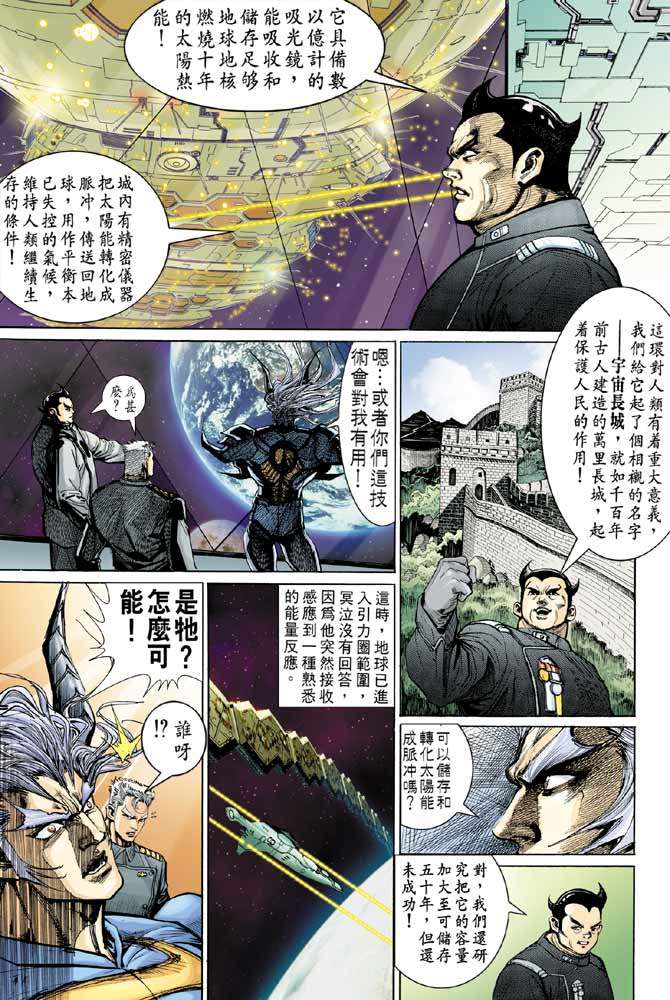 它具備數
以億計的
吸光鏡，
能吸收和
儲存足夠
地球地核
燃燒十年
的太陽熱
能！
城內有精密儀器
把太陽能轉化成
脈冲，傳送回地
球，用作平衡本
已失控的氣候，
維持人類繼續生
存的條件！
這環對人類有着重大意義，
我們給它起了個相襯的名字
——宇宙長城，就如千百年
前古人建造的萬里長城，起
着保護人民的作用！
嗯…或者你們這技
術會對我有用！
爲甚
麼？
可以儲存和
轉化太陽能
成脈冲嗎？
對，我們還研
究把它的容量
加大至可儲存
五十年，但還
未成功！
這時，地球已進
入引力圈範圍，
冥泣沒有回答，
因爲他突然接收
感應到一種熟悉
的能量反應。
是牠？
怎麼可
能！
誰呀
!?